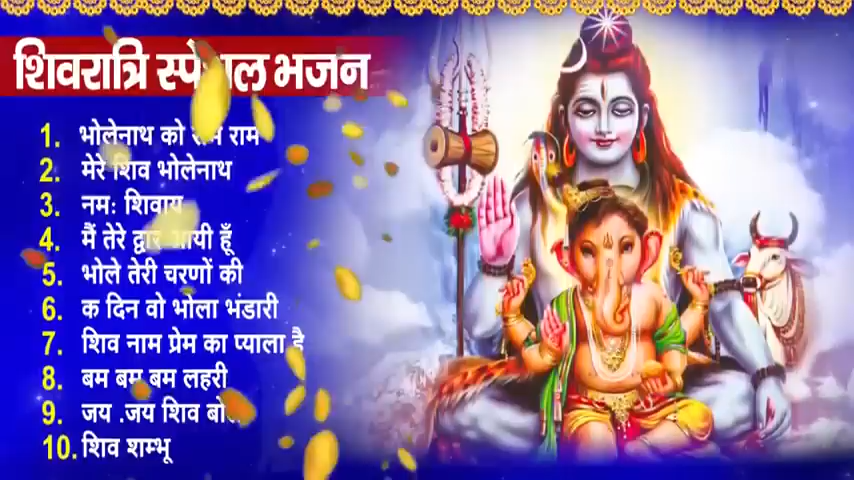 शिवरात्रि भजन
1. भोलेनाथ को राम
2. मेरे शिव भोलेनाथ
3. नमः शिवाय
4. मैं तेरे द्वार आयी हूँ
5. भोले तेरी चरणों की
6. क दिन वो भोला भंडारी
7. शिव नाम प्रेम का प्याला है
8. बम बम बम लहरी
9. जय .जय शिव
10. शिव शम्भू